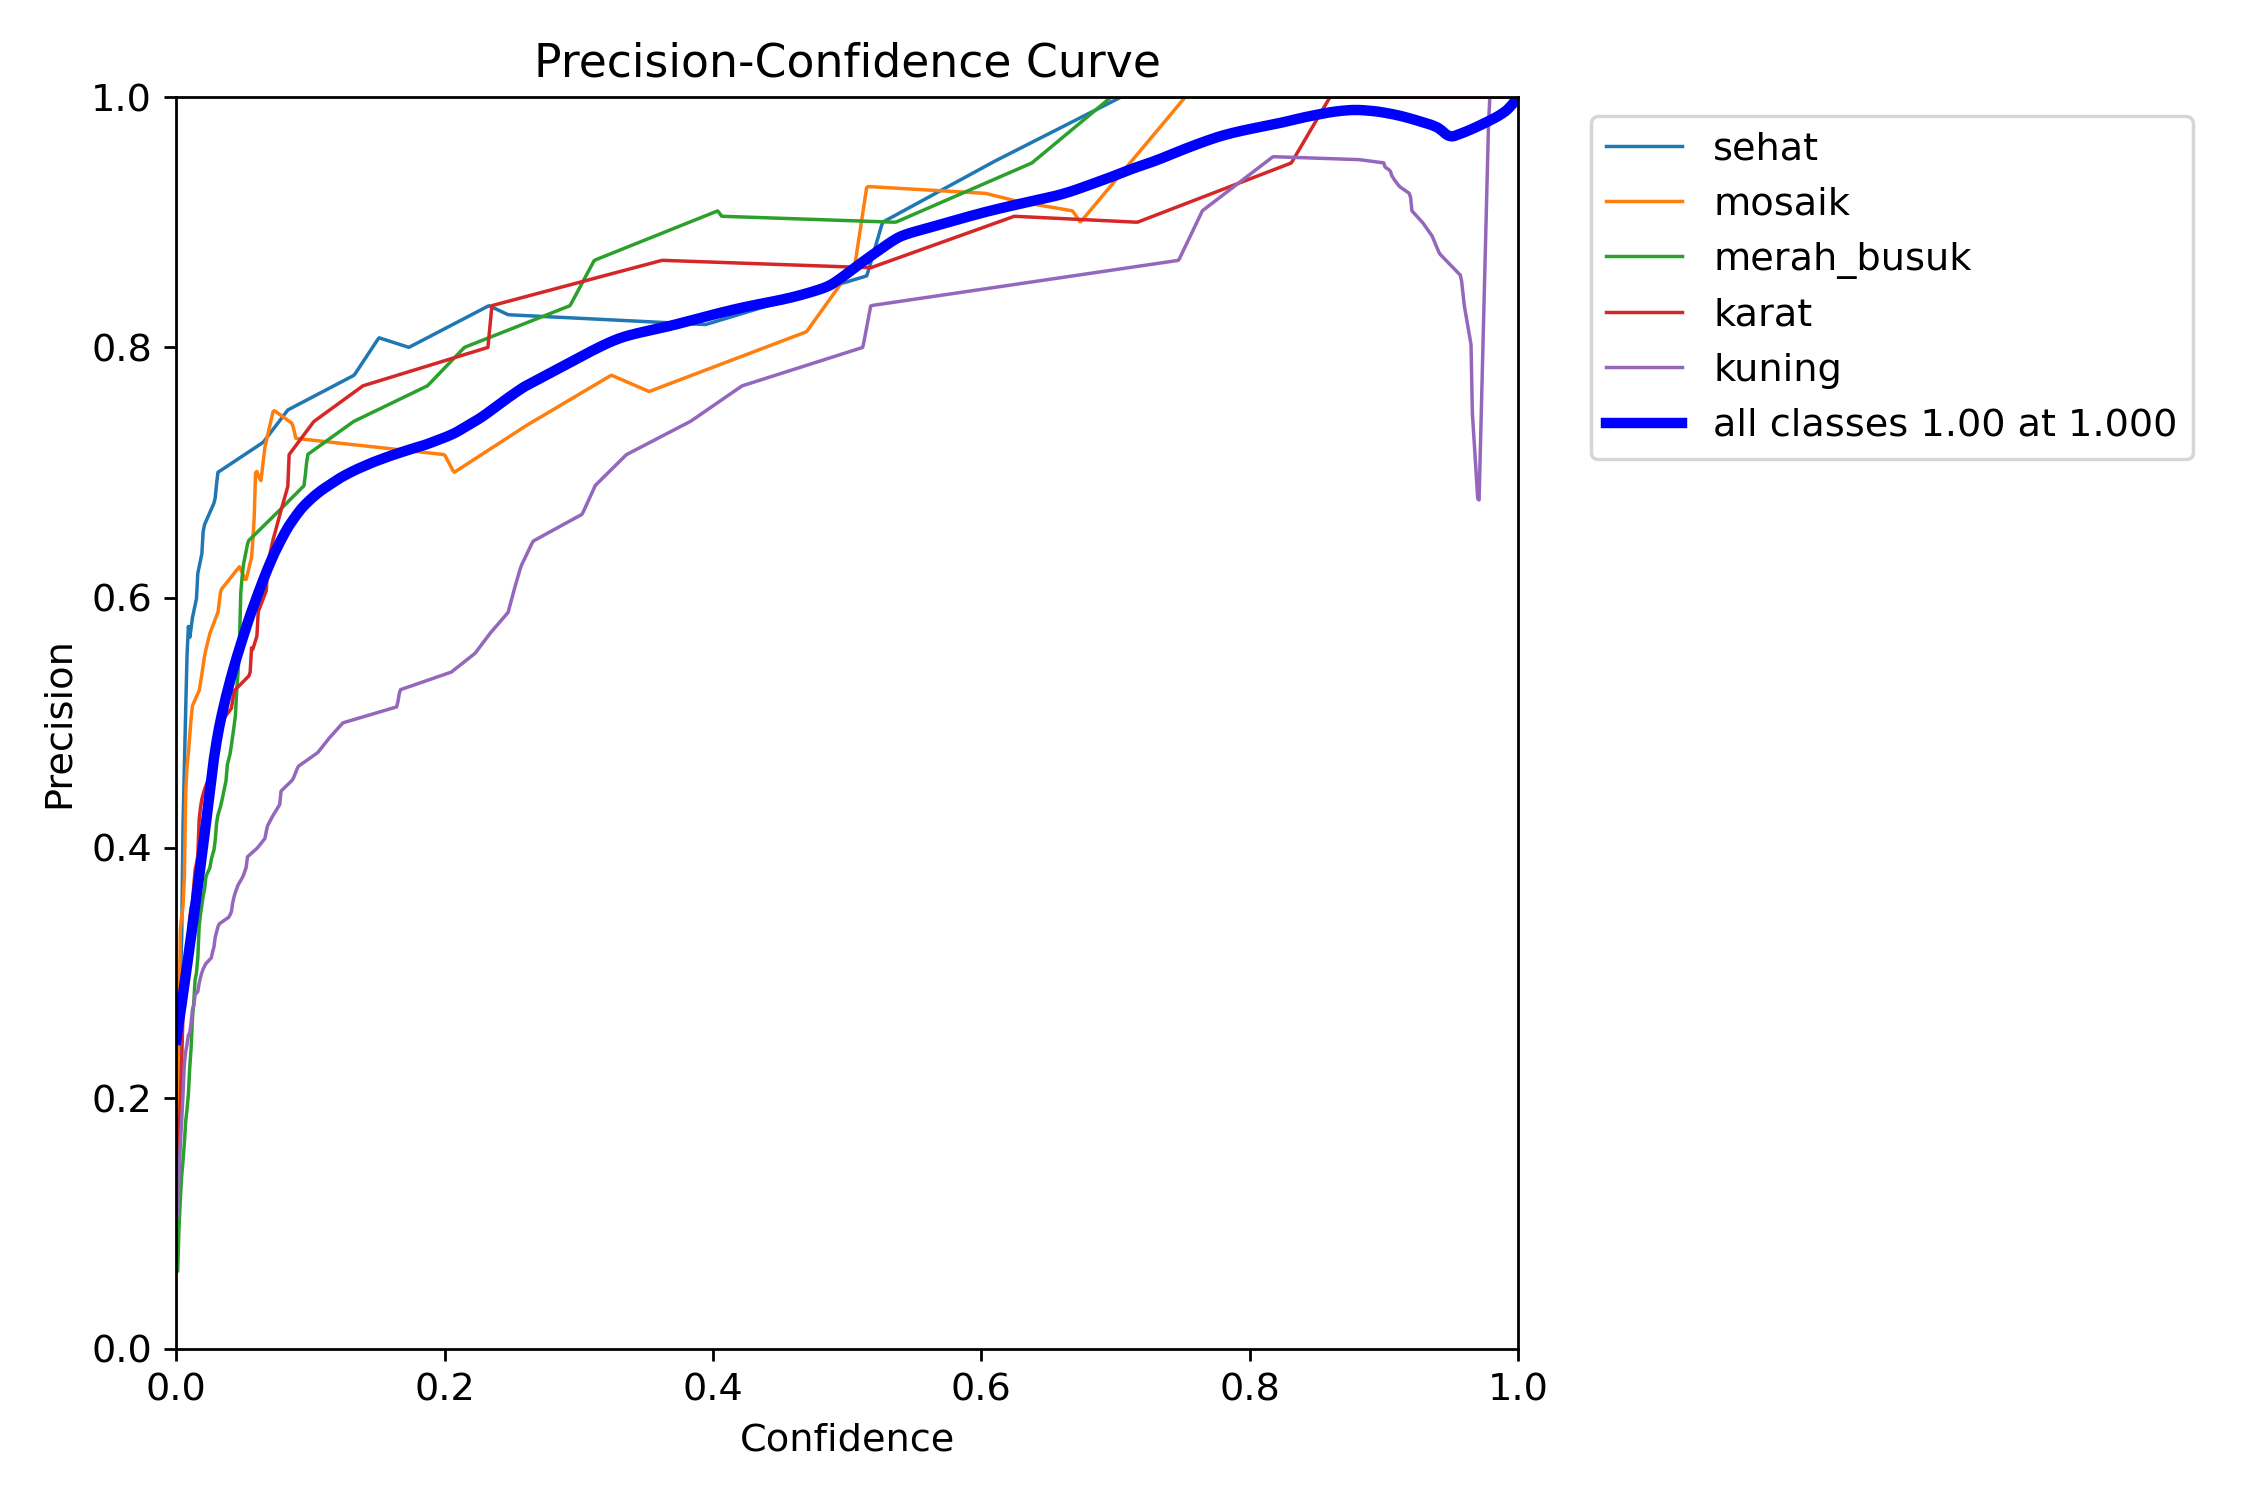 Precision-Confidence Curve
1.0
0.8
0.6
0.4
0.2
0.0
Precision
0.0 0.2 0.4 0.6 0.8 1.0
Confidence
sehat
mosaik
merah_busuk
karat
kuning
all classes 1.00 at 1.000